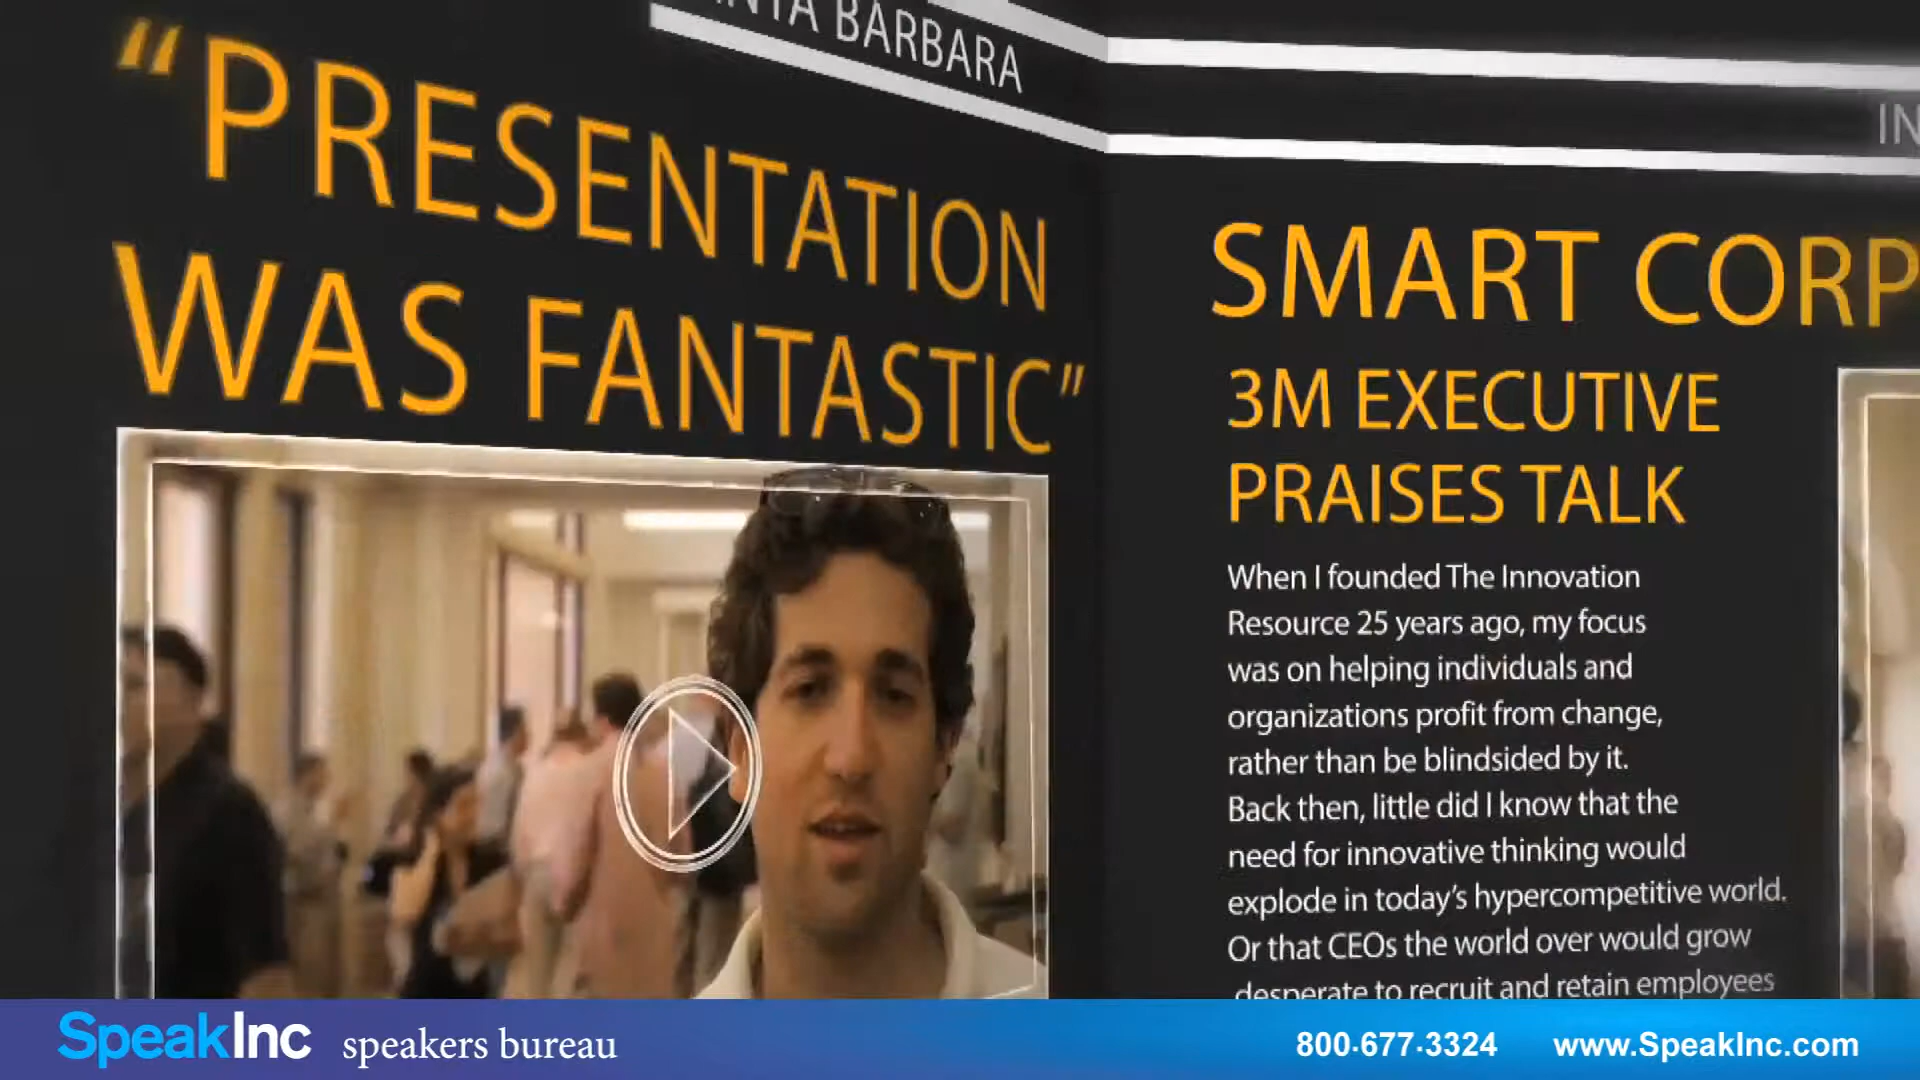 BARBARA
"PRESENTATION
WAS FANTASTIC"
SMART CORP
3M EXECUTIVE
PRAISES TALK
When I founded The Innovation
Resource 25 years ago, my focus
was on helping individuals and
organizations profit from change,
rather than be blindsided by it.
Back then, little did I know that the
need for innovative thinking would
explode in today's hypercompetitive world.
Or that CEOs the world over would grow
desperate to recruit and retain employees
SpeakInc speakers bureau
800·677·3324 www.SpeakInc.com